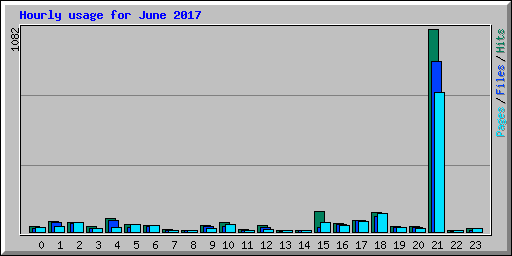 Hourly usage for June 2017
1082
Pages/Files/Hits
0 1 2 3 4 5 6 7 8 9 10 11 12 13 14 15 16 17 18 19 20 21 22 23